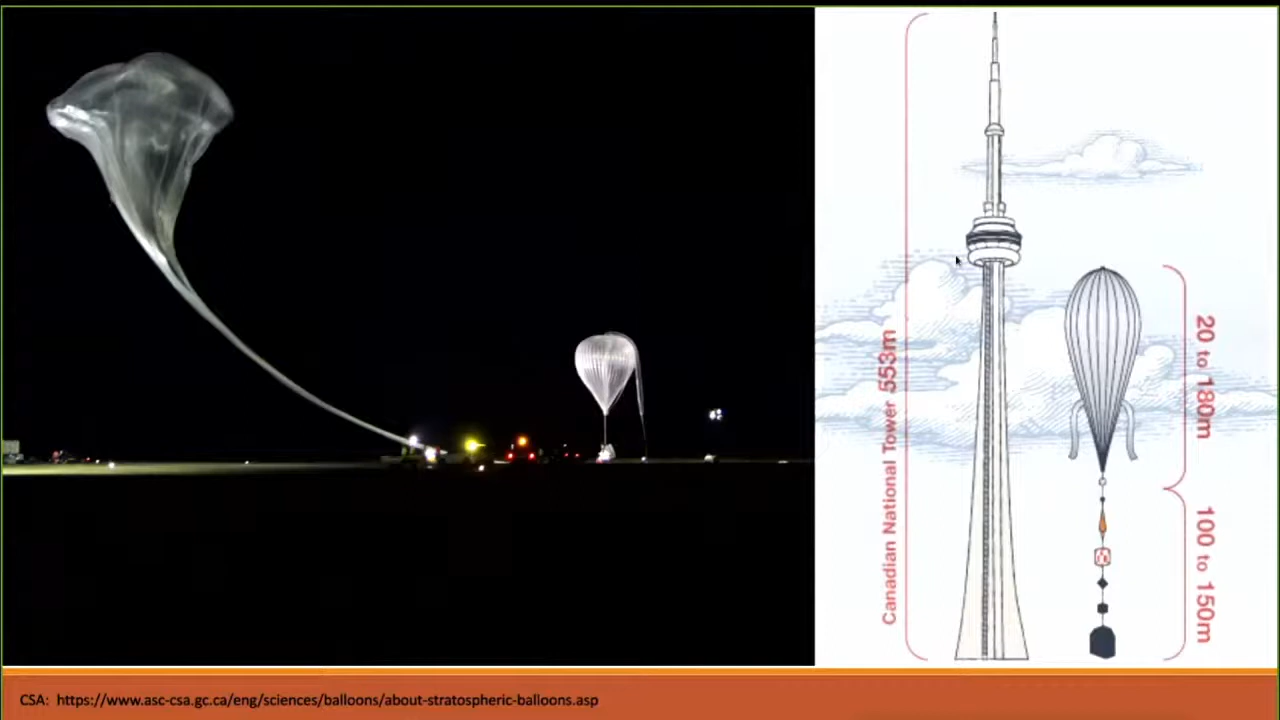 Canadian National Tower 553m
20 to 180m
100 to 150m
CSA: https://www.asc-csa.gc.ca/eng/sciences/balloons/about-stratospheric-balloons.asp